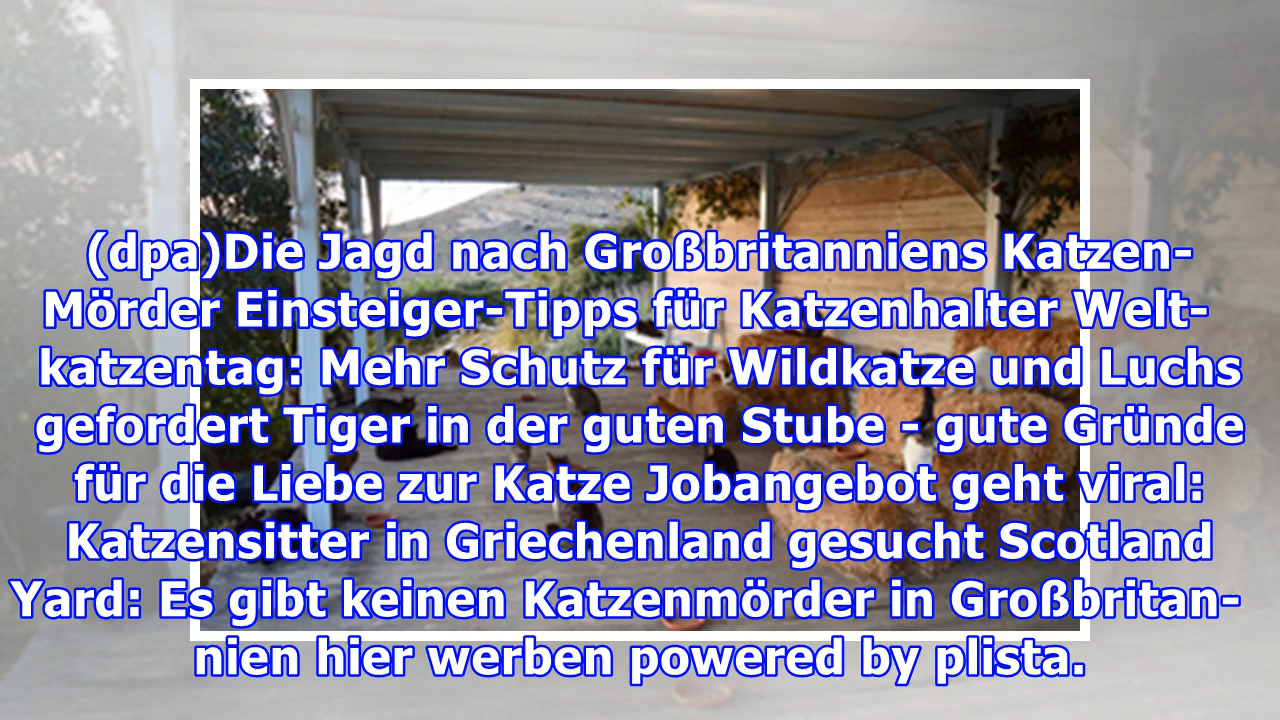 (dpa)Die Jagd nach Großbritanniens Katzen-
Mörder Einsteiger-Tipps für Katzenhalter Welt-
katzentag: Mehr Schutz für Wildkatze und Luchs
gefordert Tiger in der guten Stube - gute Gründe
für die Liebe zur Katze Jobangebot geht viral:
Katzensitter in Griechenland gesucht Scotland
Yard: Es gibt keinen Katzenmörder in Großbritan-
nien hier werben powered by plista.